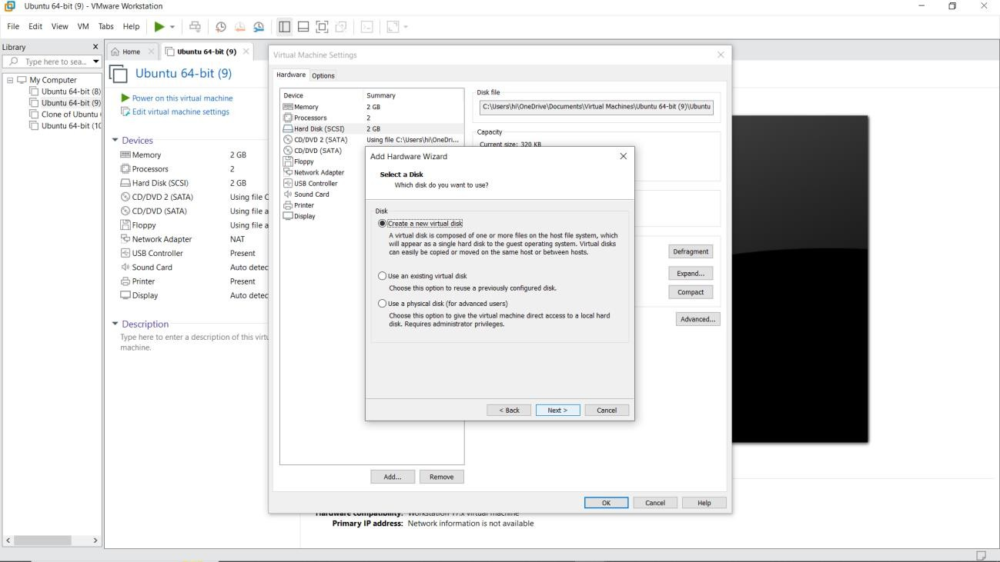 Ubuntu 64-bit (9) - VMware Workstation
File Edit View VM Tabs Help
Library
Type here to sea...
My Computer
Ubuntu 64-bit (8)
Ubuntu 64-bit (9)
Clone of Ubuntu
Ubuntu 64-bit (10
Home
Ubuntu 64-bit (9)
Ubuntu 64-bit (9)
Power on this virtual machine
Edit virtual machine settings
Devices
Memory 2 GB
Processors 2
Hard Disk (SCSI) 2 GB
CD/DVD 2 (SATA) Using file C
CD/DVD (SATA) Using file a
Floppy Using file a
Network Adapter NAT
USB Controller Present
Sound Card Auto detec
Printer Present
Display Auto detec
Description
Type here to enter a description of this virtu
machine.
Virtual Machine Settings
Hardware Options
Device Summary
Memory 2 GB
Processors 2
Hard Disk (SCSI) 2 GB
CD/DVD 2 (SATA) Using file C:\Users\hi\OneDri...
CD/DVD (SATA)
Floppy
Network Adapter
USB Controller
Sound Card
Printer
Display
Disk file
C:\Users\hi\OneDrive\Documents\Virtual Machines\Ubuntu 64-bit (9)\Ubuntu
Capacity
Current size: 320 KB
Defragment
Expand...
Compact
Advanced...
Add Hardware Wizard
Select a Disk
Which disk do you want to use?
Disk
Create a new virtual disk
A virtual disk is composed of one or more files on the host file system, which
will appear as a single hard disk to the guest operating system. Virtual disks
can easily be copied or moved on the same host or between hosts.
Use an existing virtual disk
Choose this option to reuse a previously configured disk.
Use a physical disk (for advanced users)
Choose this option to give the virtual machine direct access to a local hard
disk. Requires administrator privileges.
< Back Next > Cancel
Add... Remove
OK Cancel Help
Hardware compatibility: Workstation 17.x virtual machine
Primary IP address: Network information is not available